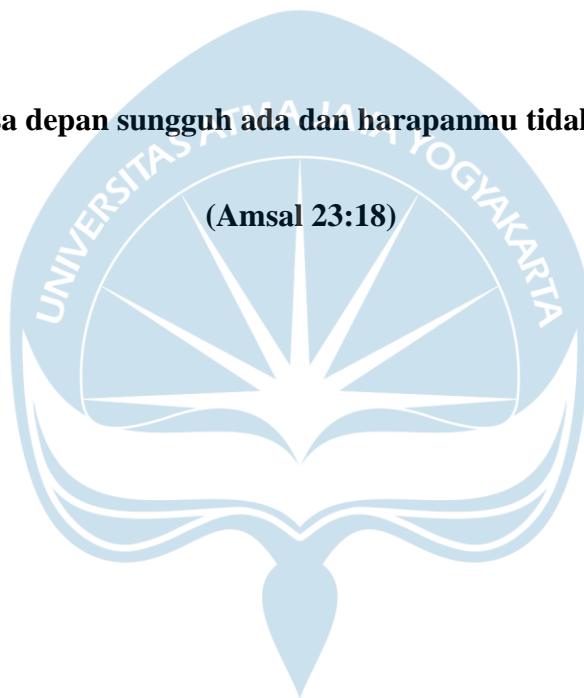 depan sungguh ada dan harapanmu
(Amsal 23:18)
UNIVERSITAS ATMA JAYA YOGYAKARTA